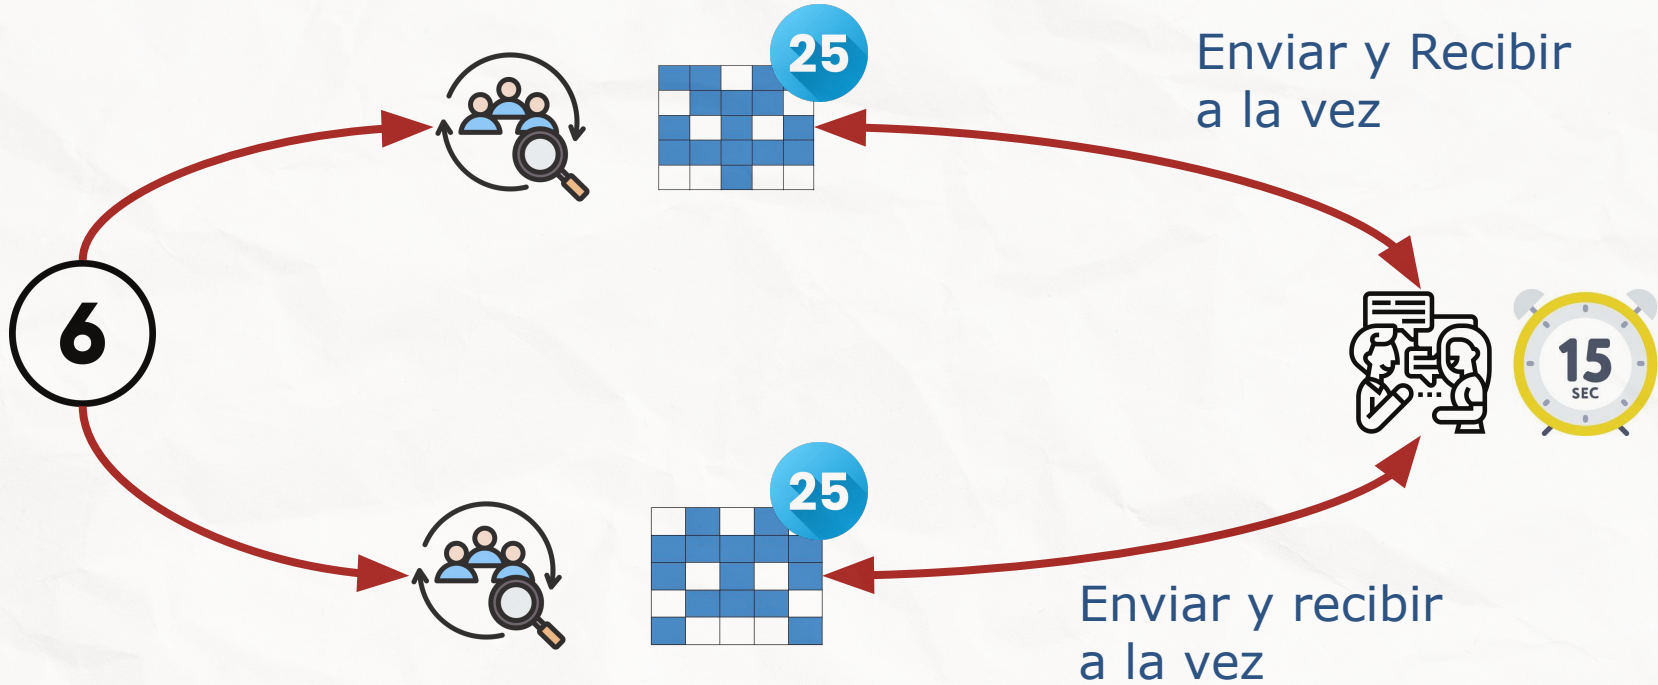 25
Enviar y Recibir
a la vez
6
15
SEC
25
Enviar y recibir
a la vez